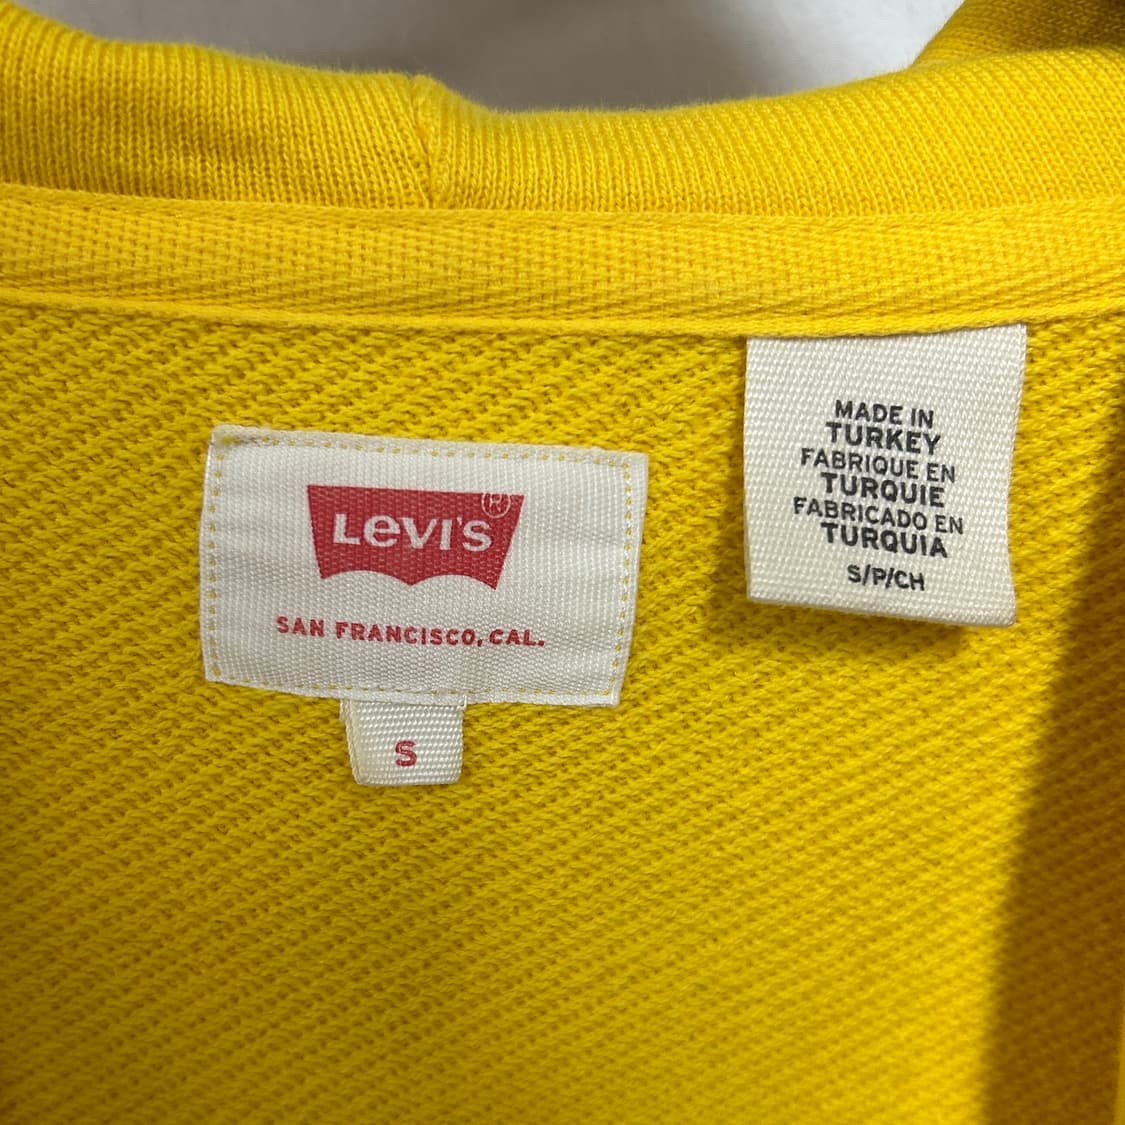 LEVI'S®
SAN FRANCISCO, CAL.
S
MADE IN
TURKEY
FABRIQUE EN
TURQUIE
FABRICADO EN
TURQUIA
S/P/CH